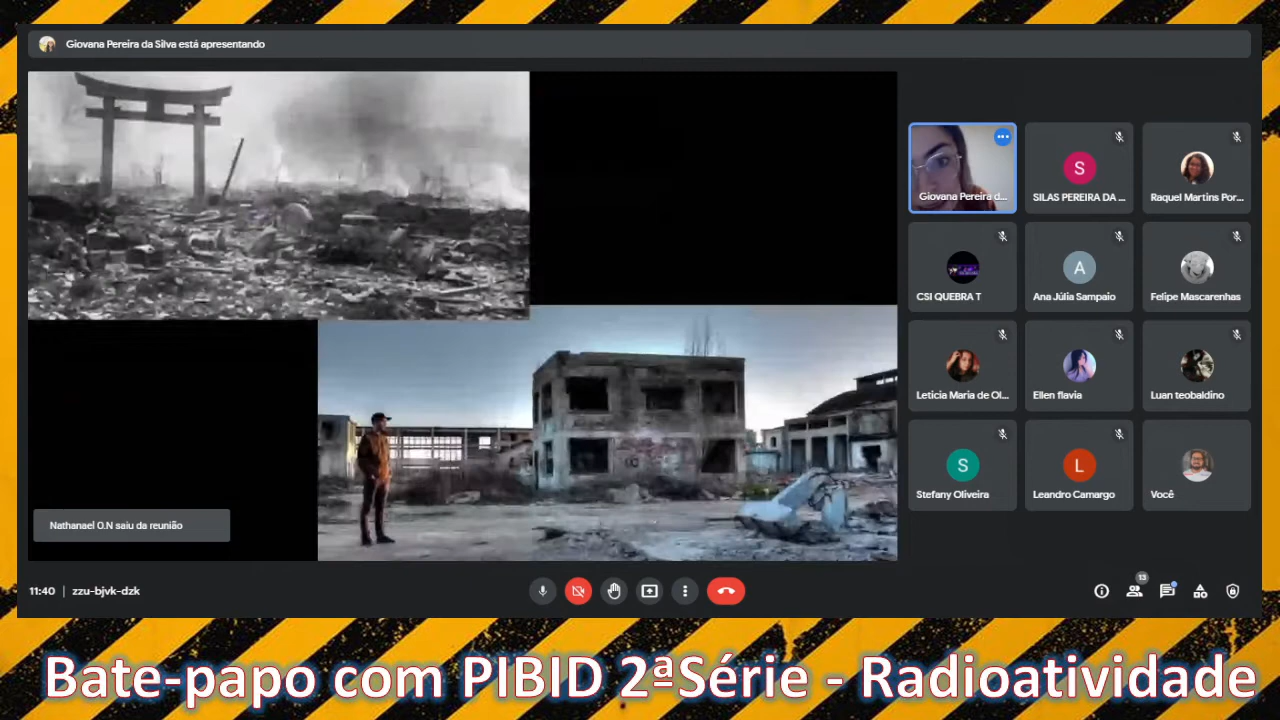 Giovana Pereira da Silva está apresentando
Giovana Pereira d...
S
SILAS PEREIRA DA ...
Raquel Martins Por...
CSI QUEBRA T
A
Ana Júlia Sampaio
Felipe Mascarenhas
Leticia Maria de Ol...
Ellen flavia
Luan teobaldino
S
Stefany Oliveira
L
Leandro Camargo
Você
Nathanael O.N saiu da reunião
11:40 | zzu-bjvk-dzk
13
Bate-papo com PIBID 2ªSérie - Radioatividade